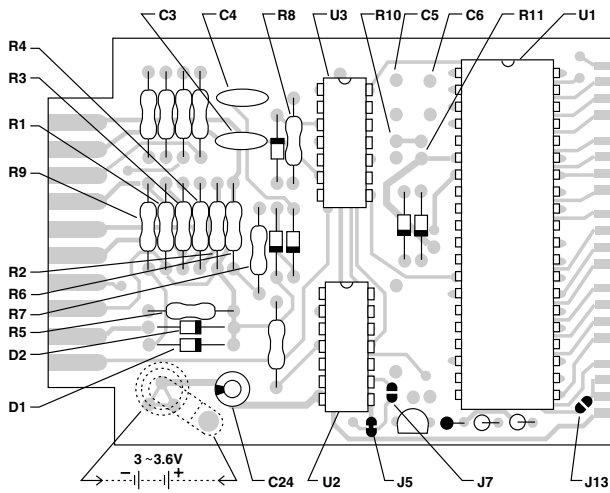 C3 C4 R8 U3 R10 C5 C6 R11 U1
R4
R3
R1
R9
R2
R6
R7
R5
D2
D1
3 ~3.6V
− +
C24 U2 J5 J7 J13